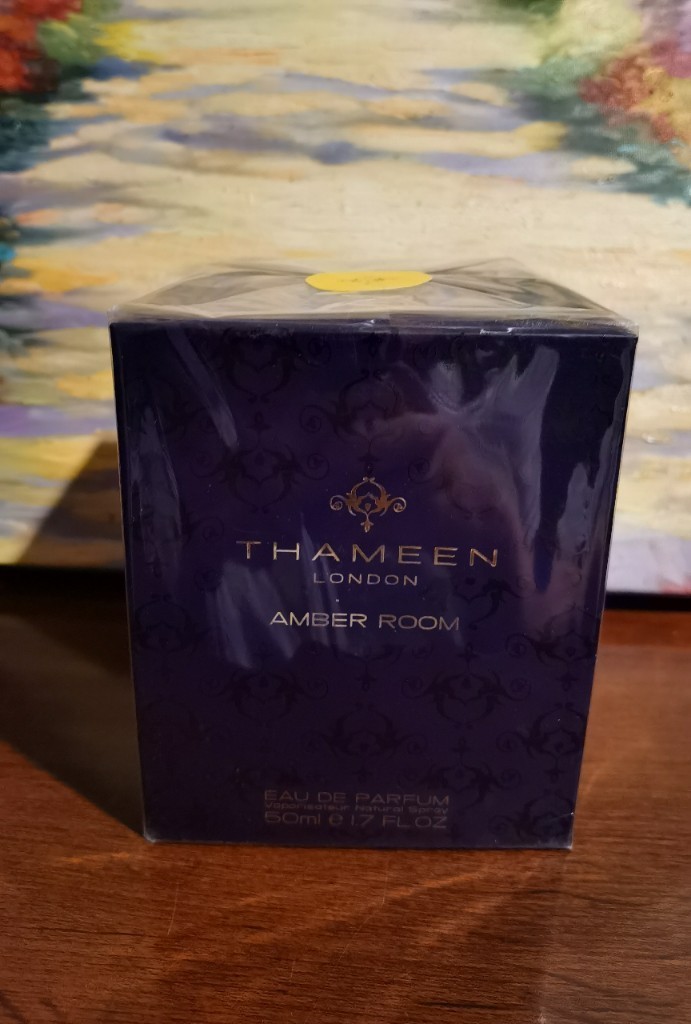 THAMEEN
LONDON
AMBER ROOM
EAU DE PARFUM
Vaporisateur Natural Spray
50ml e 1.7 FL OZ